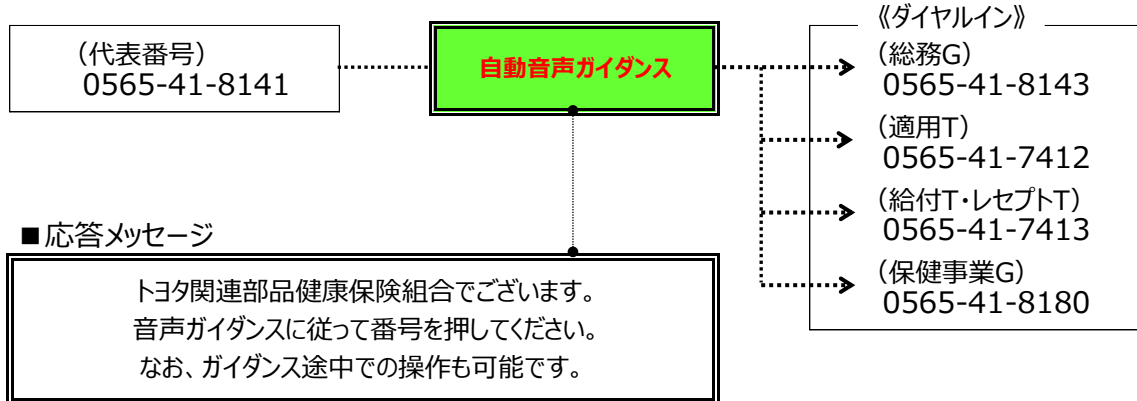 （代表番号）
0565-41-8141
自動音声ガイダンス
《ダイヤルイン》
（総務G）
0565-41-8143
（適用T）
0565-41-7412
（給付T・レセプトT）
0565-41-7413
（保健事業G）
0565-41-8180
■応答メッセージ
トヨタ関連部品健康保険組合でございます。
音声ガイダンスに従って番号を押してください。
なお、ガイダンス途中での操作も可能です。